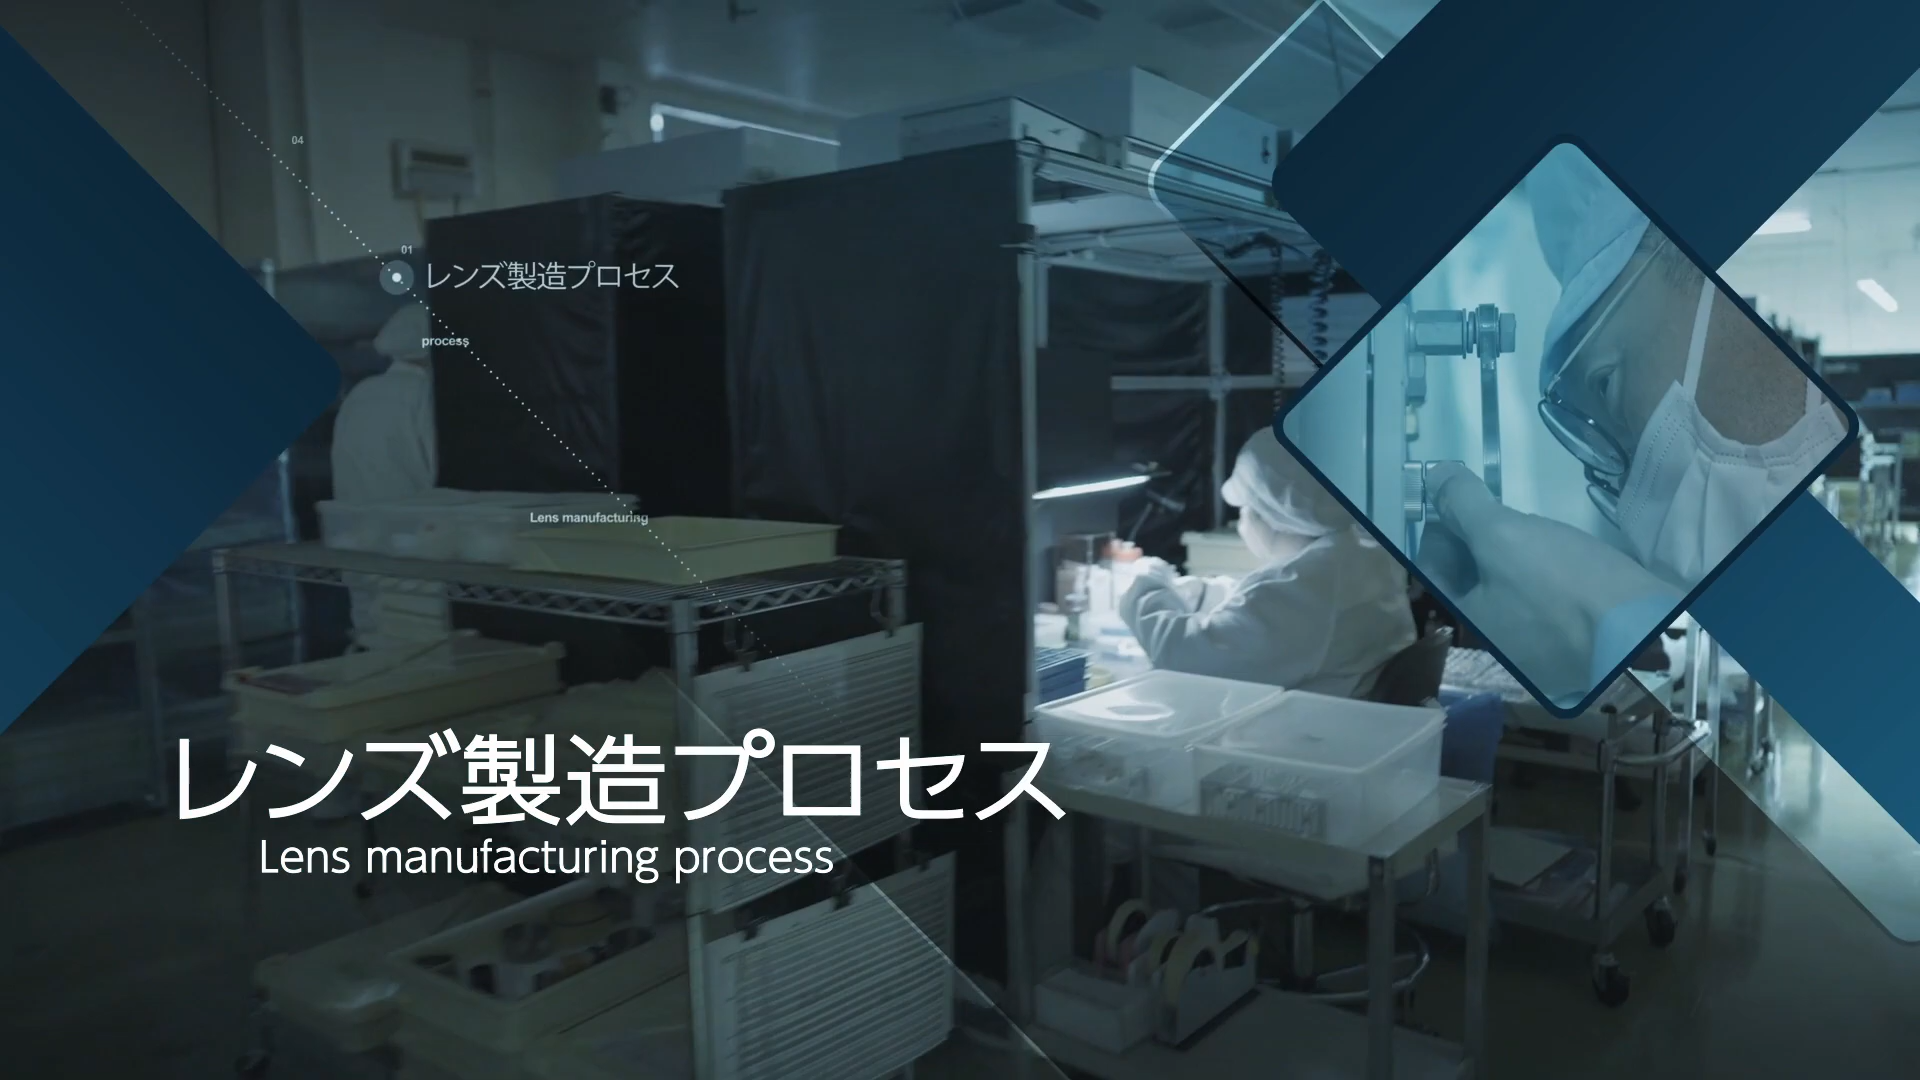 04
01
レンズ製造プロセス
process
Lens manufacturing
レンズ製造プロセス
Lens manufacturing process